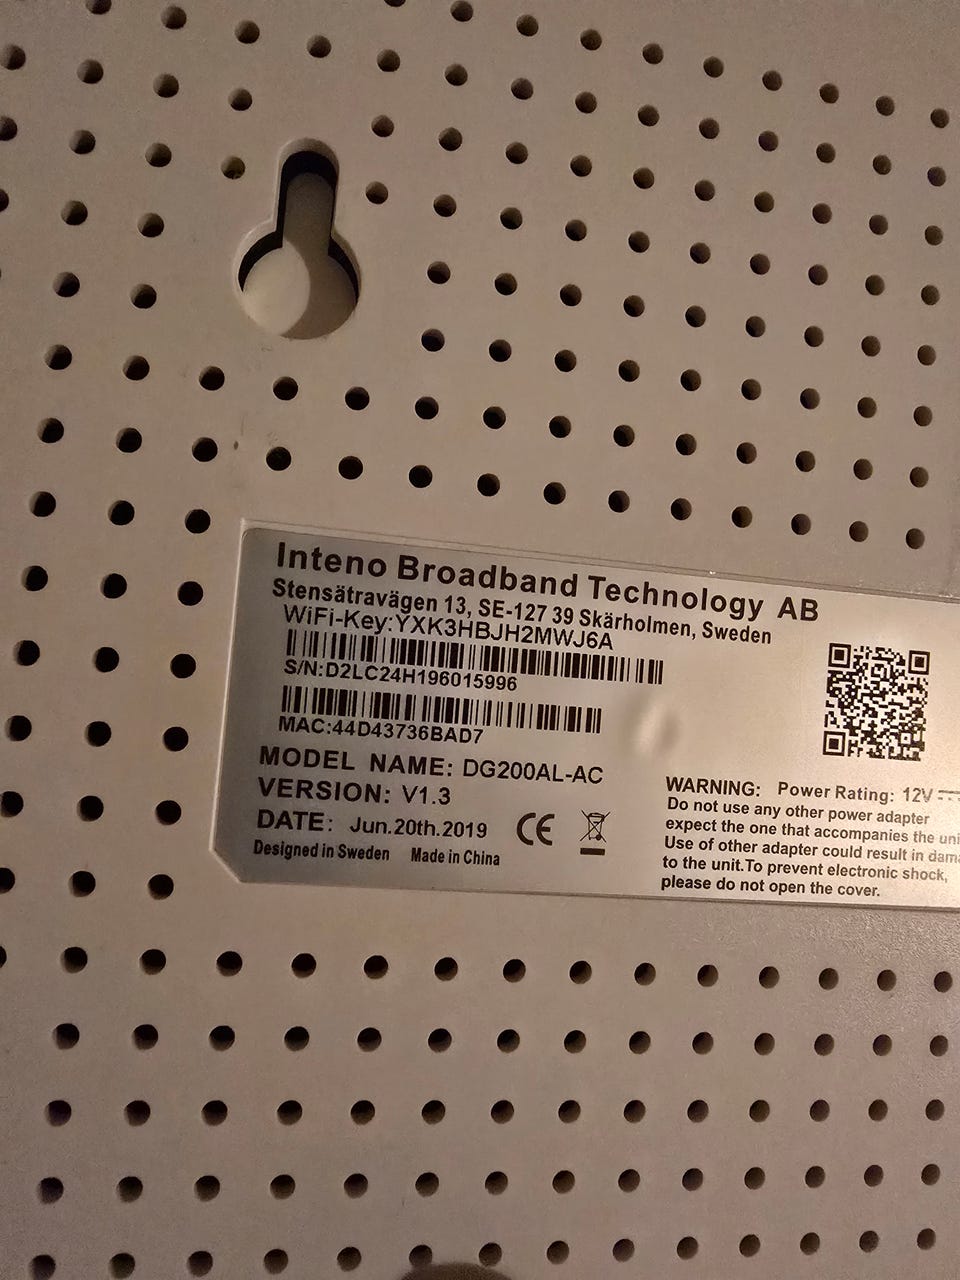 Inteno Broadband Technology AB
Stensätravägen 13, SE-127 39 Skärholmen, Sweden
WiFi-Key:YXK3HBJH2MWJ6A
S/N:D2LC24H196015996
MAC:44D43736BAD7
MODEL NAME: DG200AL-AC
VERSION: V1.3
DATE: Jun.20th.2019
CE
Designed in Sweden Made in China
WARNING: Power Rating: 12V
Do not use any other power adapter
expect the one that accompanies the uni
Use of other adapter could result in dama
to the unit.To prevent electronic shock,
please do not open the cover.